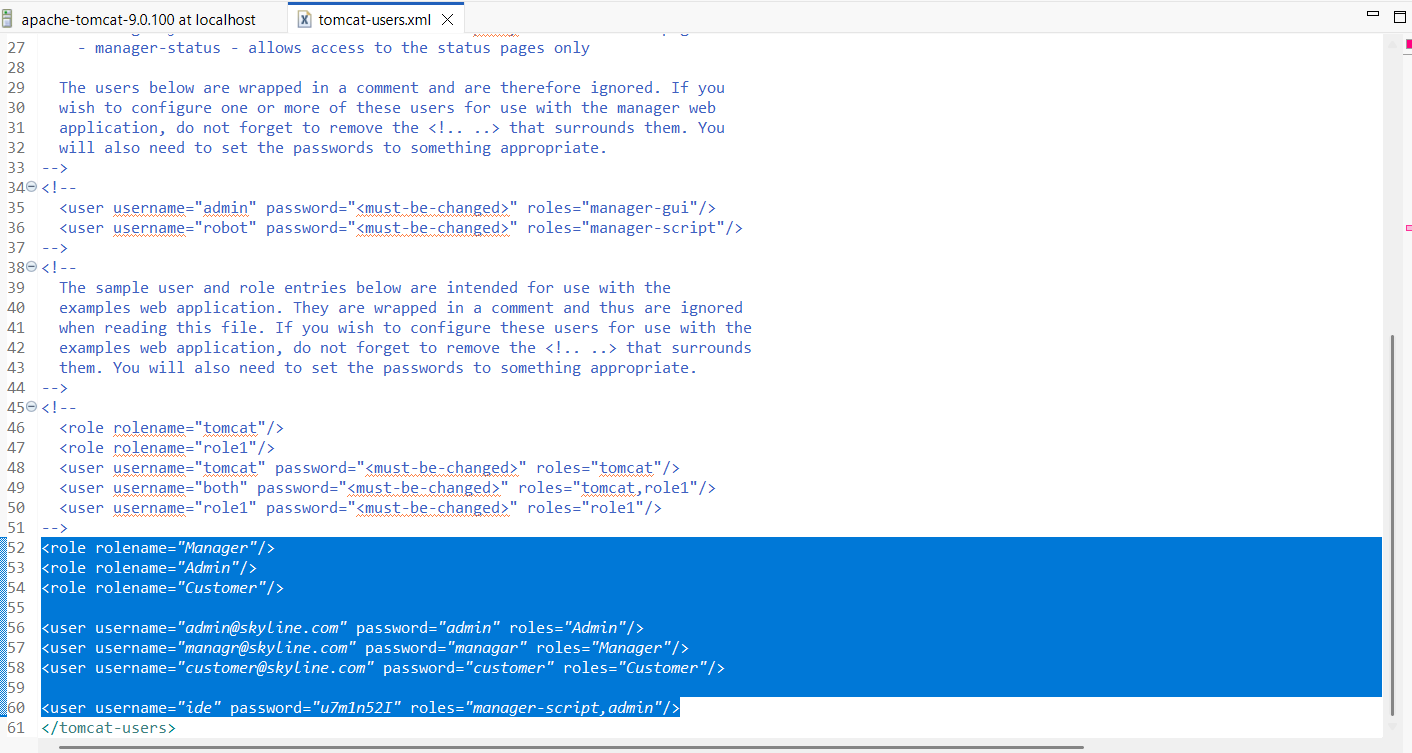 apache-tomcat-9.0.100 at localhost
tomcat-users.xml
27 - manager-status - allows access to the status pages only
28
29 The users below are wrapped in a comment and are therefore ignored. If you
30 wish to configure one or more of these users for use with the manager web
31 application, do not forget to remove the <!.. ..> that surrounds them. You
32 will also need to set the passwords to something appropriate.
33 -->
34 <!--
35 <user username="admin" password="<must-be-changed>" roles="manager-gui"/>
36 <user username="robot" password="<must-be-changed>" roles="manager-script"/>
37 -->
38 <!--
39 The sample user and role entries below are intended for use with the
40 examples web application. They are wrapped in a comment and thus are ignored
41 when reading this file. If you wish to configure these users for use with the
42 examples web application, do not forget to remove the <!.. ..> that surrounds
43 them. You will also need to set the passwords to something appropriate.
44 -->
45 <!--
46 <role rolename="tomcat"/>
47 <role rolename="role1"/>
48 <user username="tomcat" password="<must-be-changed>" roles="tomcat"/>
49 <user username="both" password="<must-be-changed>" roles="tomcat,role1"/>
50 <user username="role1" password="<must-be-changed>" roles="role1"/>
51 -->
52 <role rolename="Manager"/>
53 <role rolename="Admin"/>
54 <role rolename="Customer"/>
55
56 <user username="admin@skyline.com" password="admin" roles="Admin"/>
57 <user username="managr@skyline.com" password="managar" roles="Manager"/>
58 <user username="customer@skyline.com" password="customer" roles="Customer"/>
59
60 <user username="ide" password="u7m1n52I" roles="manager-script,admin"/>
61 </tomcat-users>